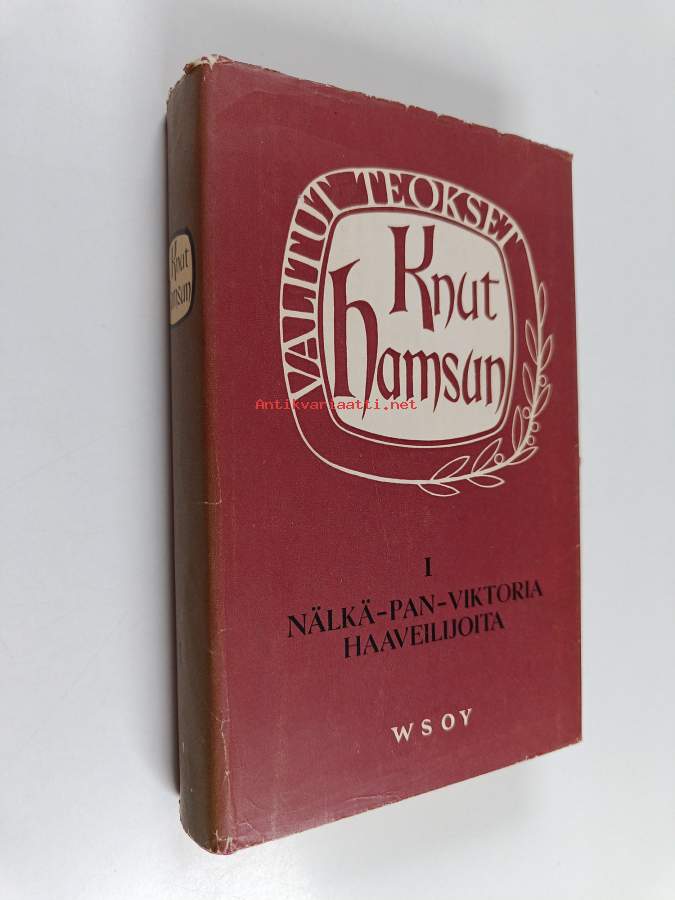 VALITUT TEOKSET
Knut
hamsun
I
NÄLKÄ-PAN-VIKTORIA
HAAVEILIJOITA
WSOY
Knut
hamsun
Antikvariaatti.net